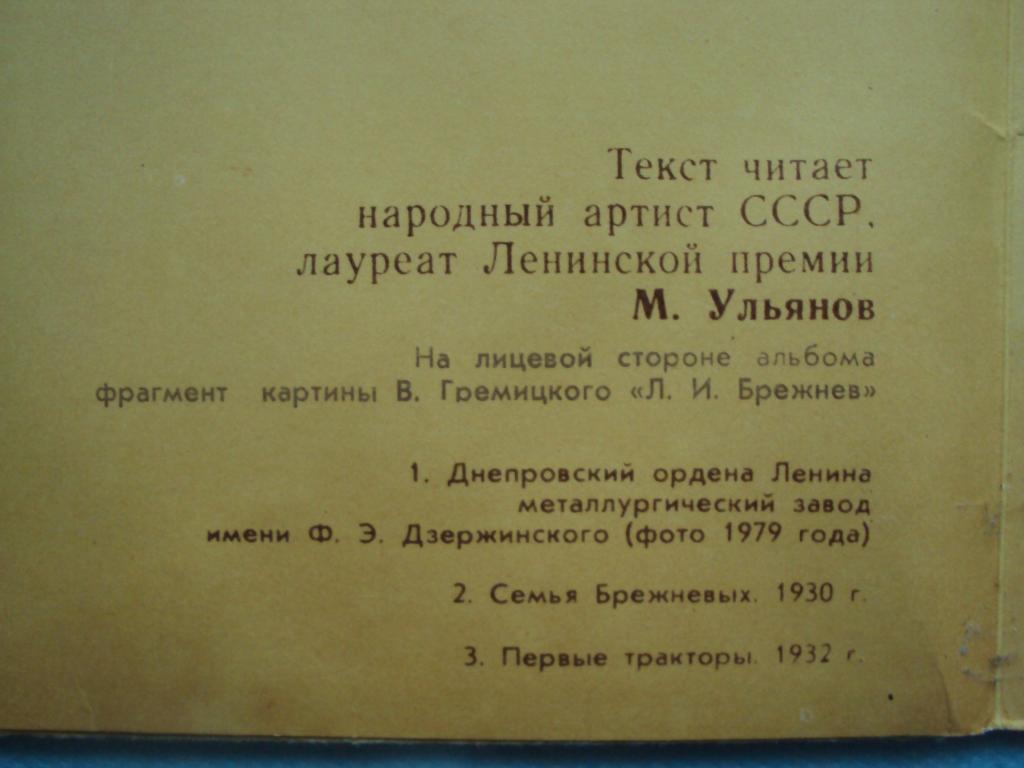 Текст читает
народный артист СССР,
лауреат Ленинской премии
М. Ульянов
На лицевой стороне альбома
фрагмент картины В. Гремицкого «Л. И. Брежнев»
1. Днепровский ордена Ленина
металлургический завод
имени Ф. Э. Дзержинского (фото 1979 года)
2. Семья Брежневых. 1930 г.
3. Первые тракторы. 1932 г.